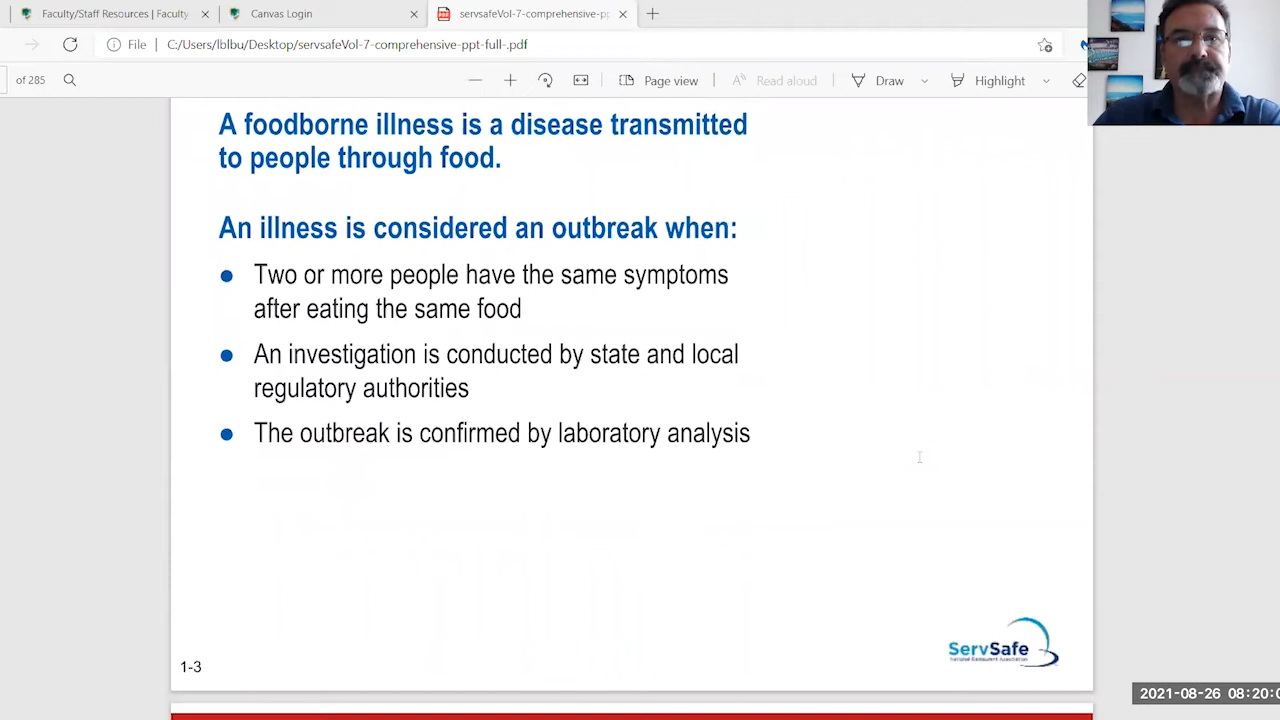 Faculty/Staff Resources | Faculty
Canvas Login
servsafeVol-7-comprehensive-pp
File
C:/Users/lblbu/Desktop/servsafeVol-7-comprehensive-ppt-full-.pdf
of 285
Page view
Read aloud
Draw
Highlight
A foodborne illness is a disease transmitted
to people through food.
An illness is considered an outbreak when:
Two or more people have the same symptoms
after eating the same food
An investigation is conducted by state and local
regulatory authorities
The outbreak is confirmed by laboratory analysis
ServSafe
National Restaurant Association
1-3
2021-08-26 08:20:0